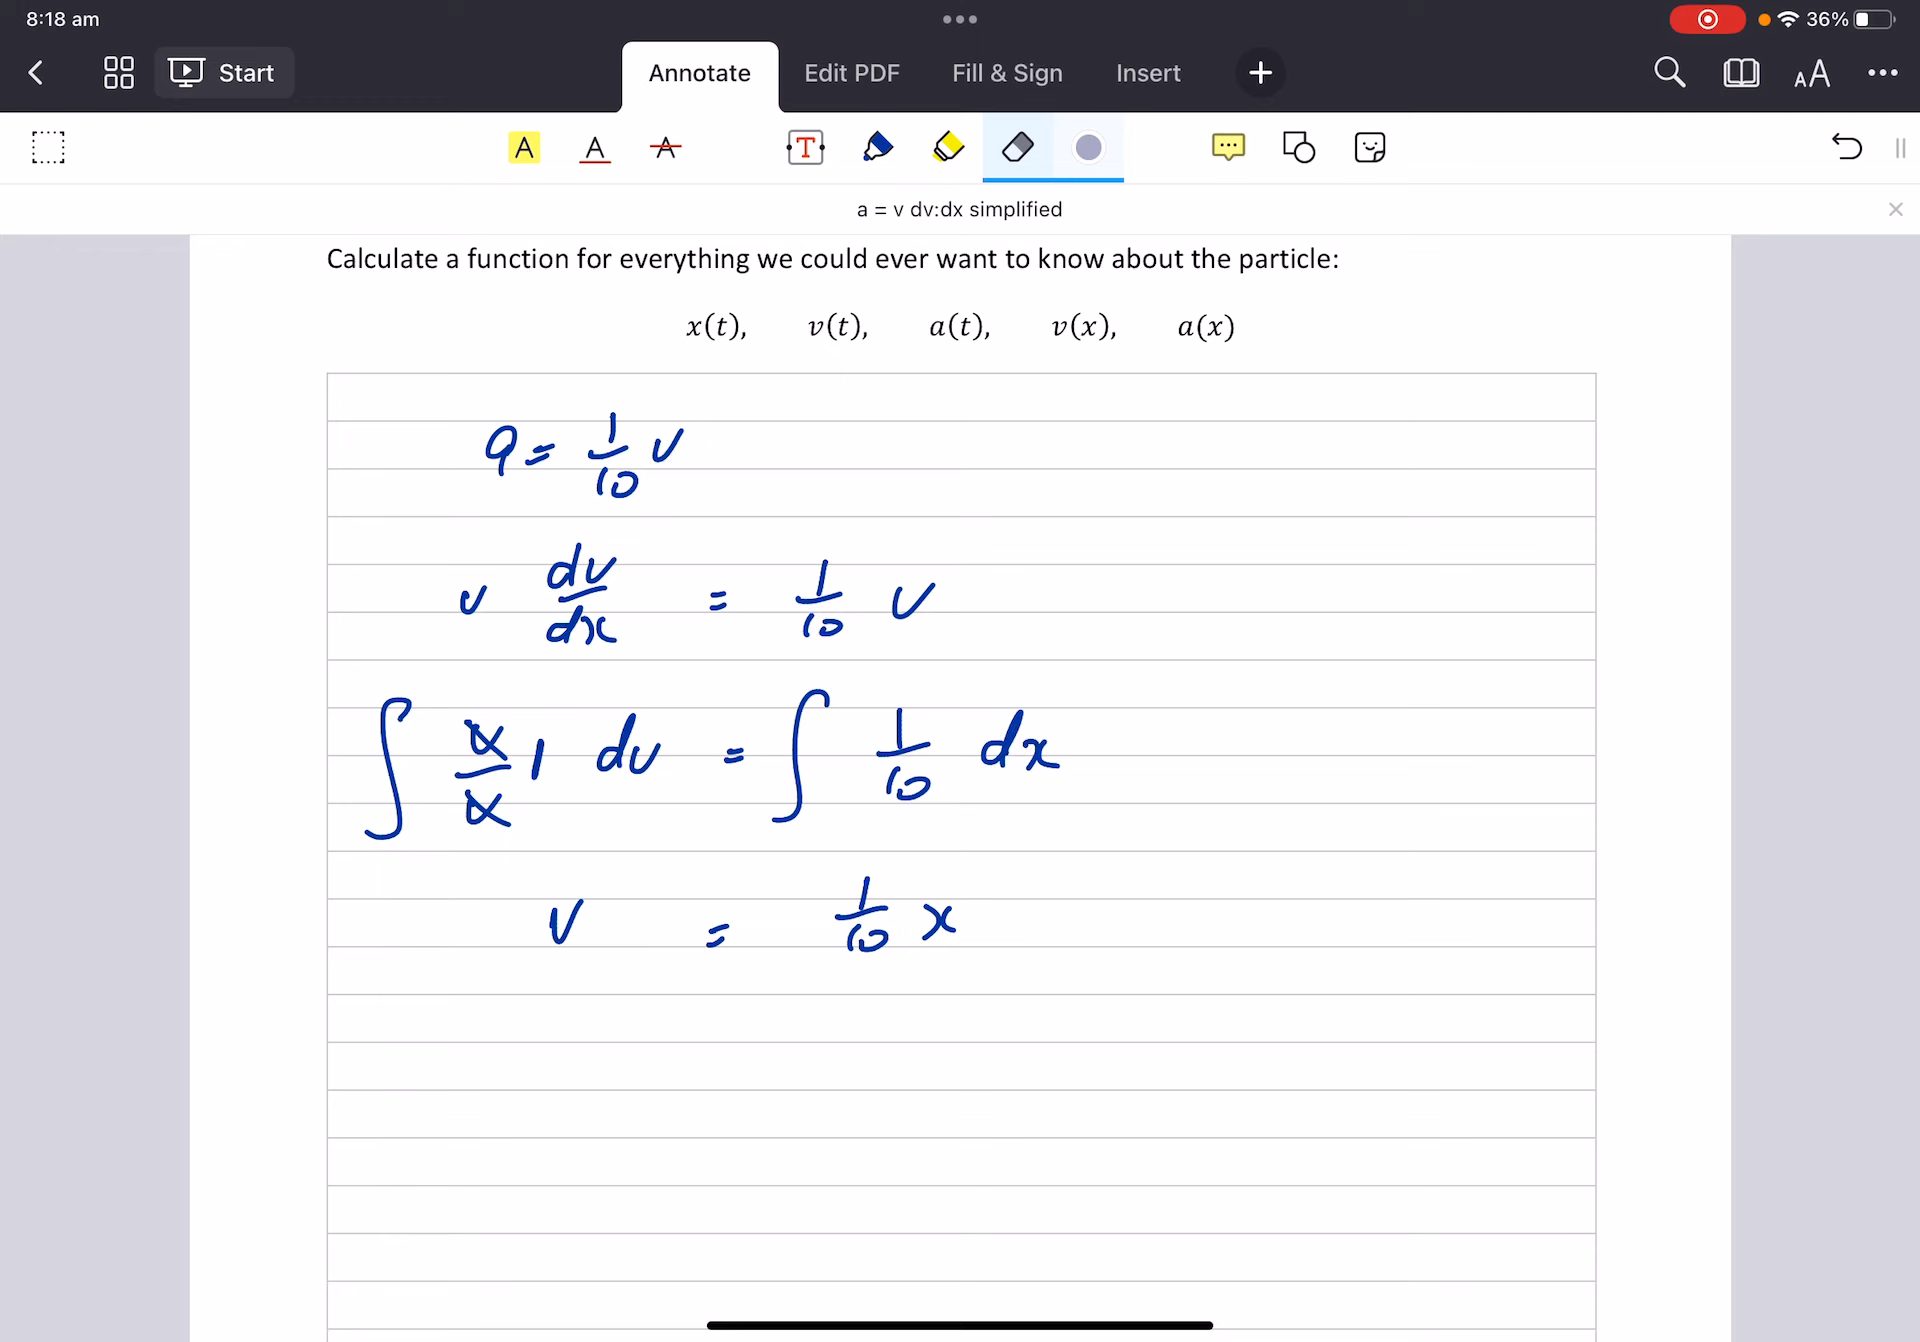 8:18 am 36%
Start Annotate Edit PDF Fill & Sign Insert + AA
A A A T
a = v dv:dx simplified ×
Calculate a function for everything we could ever want to know about the particle:
x(t), v(t), a(t), v(x), a(x)
a = 1/10 v
v dv/dx = 1/10 v
∫ v/v 1 dv = ∫ 1/10 dx
v = 1/10 x